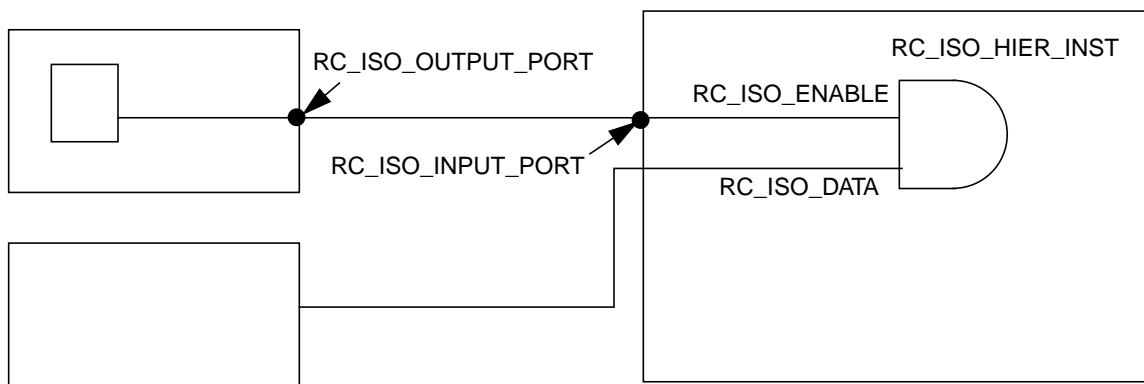 RC_ISO_HIER_INST
RC_ISO_OUTPUT_PORT
RC_ISO_ENABLE
RC_ISO_INPUT_PORT
RC_ISO_DATA